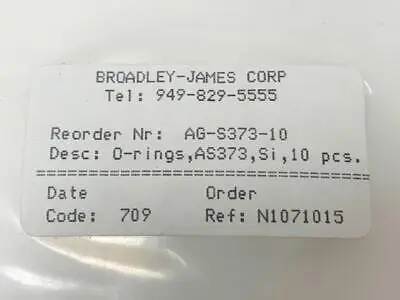 BROADLEY-JAMES CORP
Tel: 949-829-5555
Reorder Nr: AG-S373-10
Desc: O-rings,AS373,Si,10 pcs.
========================================
Date Order
Code: 709 Ref: N1071015